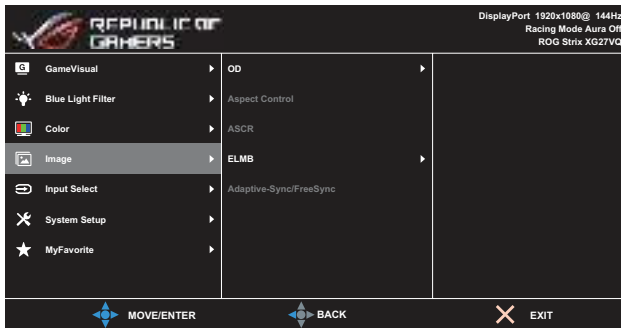 REPUBLIC OF
GAMERS
DisplayPort 1920x1080@ 144Hz
Racing Mode Aura Off
ROG Strix XG27VQ
G
GameVisual
Blue Light Filter
Color
Image
Input Select
System Setup
MyFavorite
OD
Aspect Control
ASCR
ELMB
Adaptive-Sync/FreeSync
MOVE/ENTER
BACK
EXIT